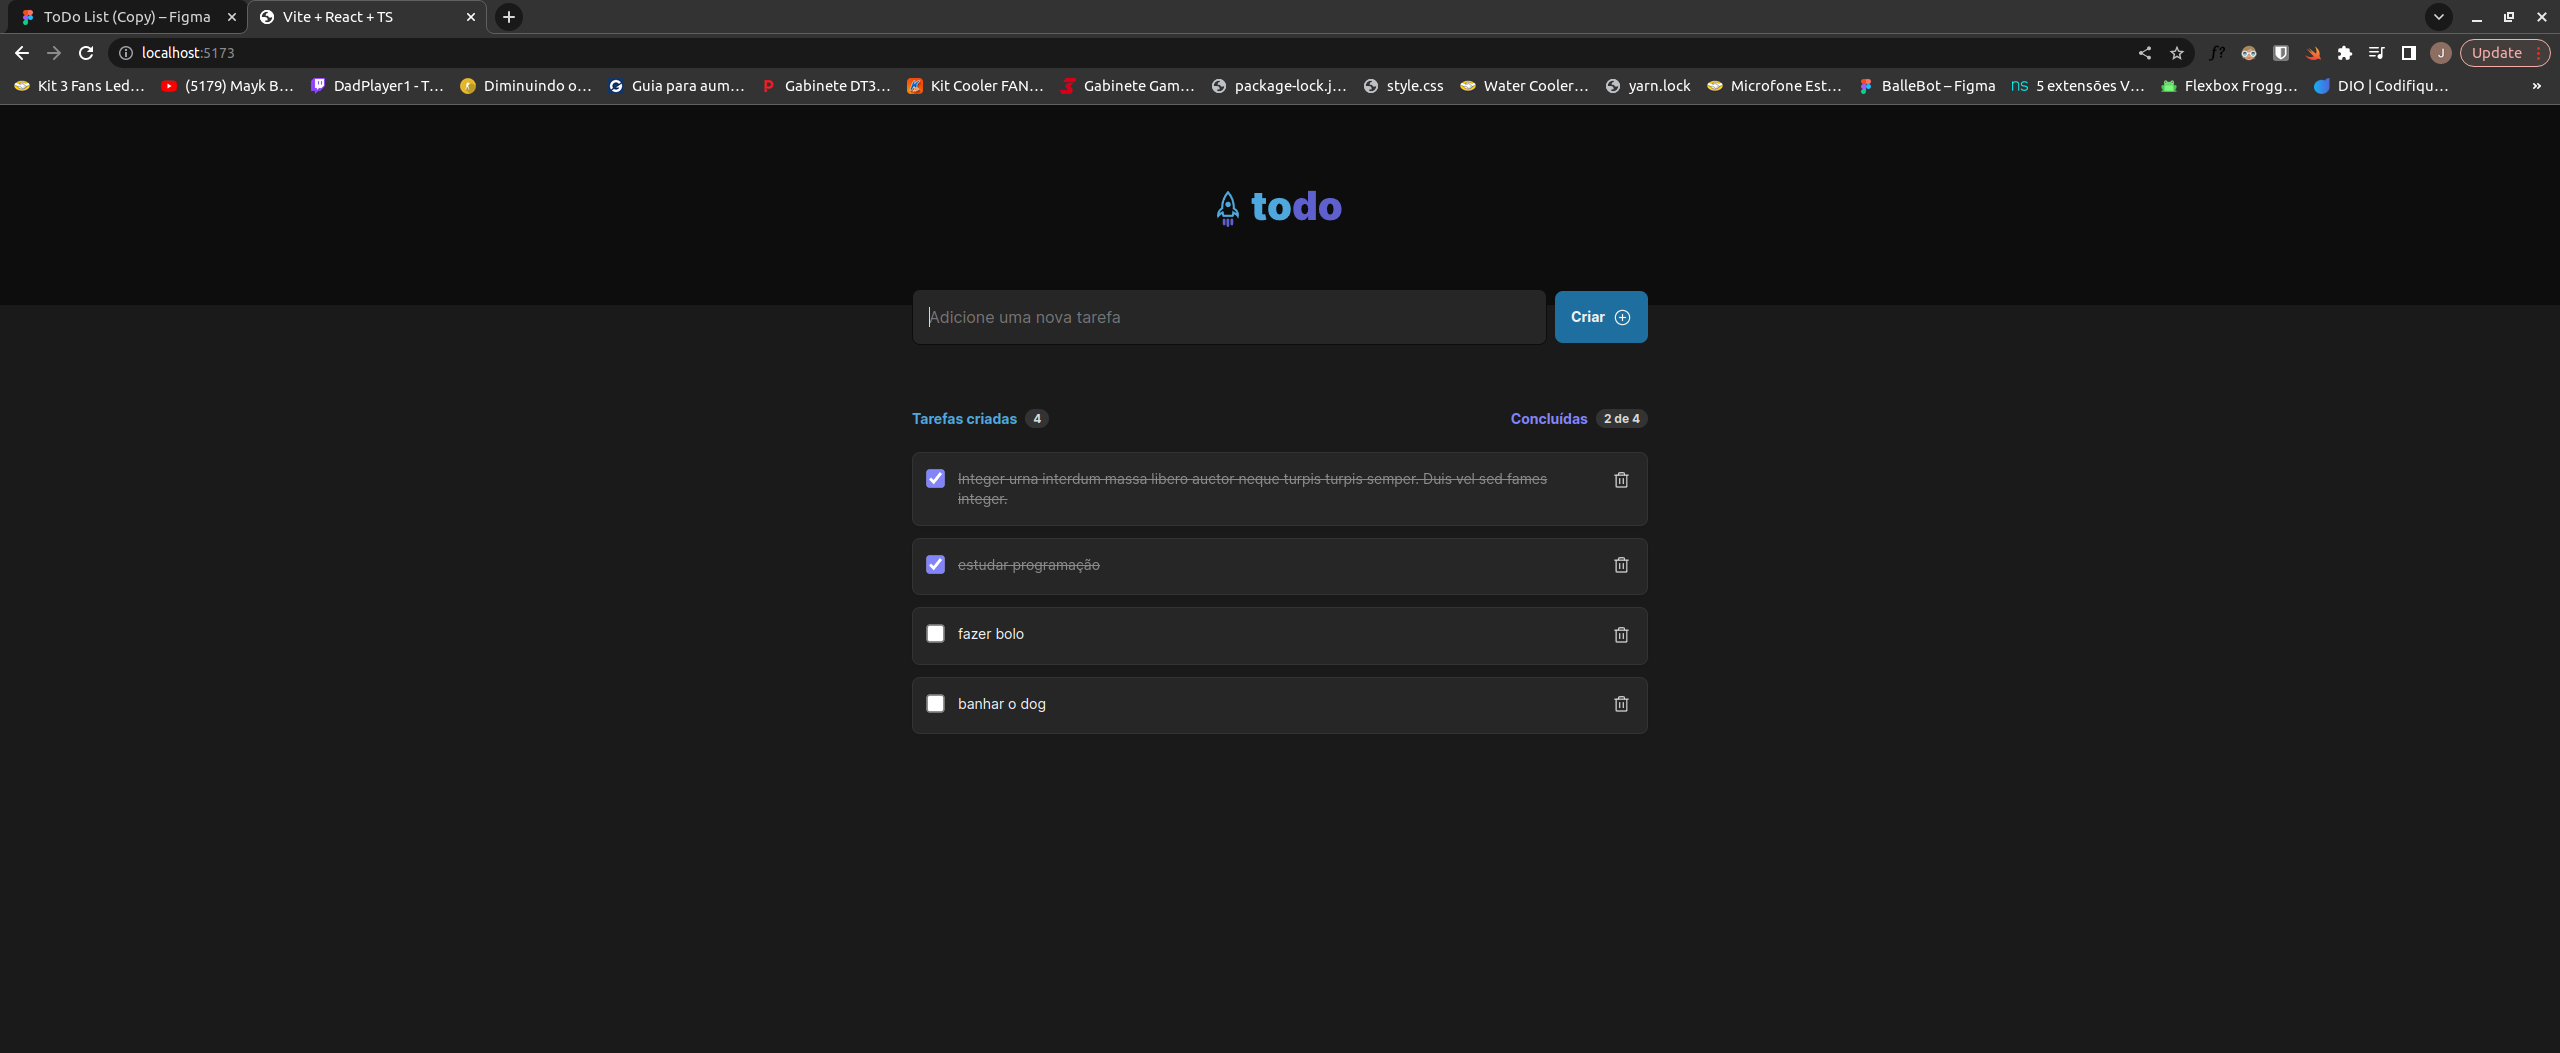 ToDo List (Copy) – Figma
Vite + React + TS
localhost:5173
J
Update
Kit 3 Fans Led…
(5179) Mayk B…
DadPlayer1 - T…
Diminuindo o…
Guia para aum…
Gabinete DT3…
Kit Cooler FAN…
Gabinete Gam…
package-lock.j…
style.css
Water Cooler…
yarn.lock
Microfone Est…
BalleBot – Figma
ns
5 extensões V…
Flexbox Frogg…
DIO | Codifiqu…
»
todo
Adicione uma nova tarefa
Criar
Tarefas criadas 4
Concluídas 2 de 4
Integer urna interdum massa libero auctor neque turpis turpis semper. Duis vel sed fames
integer.
estudar programação
fazer bolo
banhar o dog